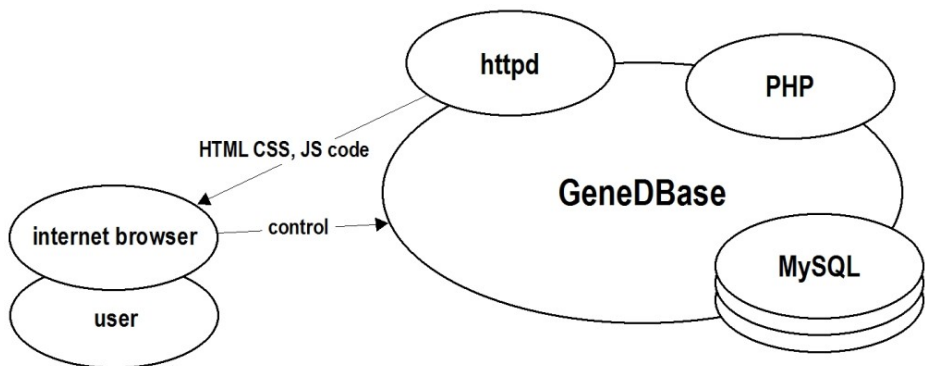 httpd
PHP
HTML CSS, JS code
GeneDBase
internet browser
control
MySQL
user